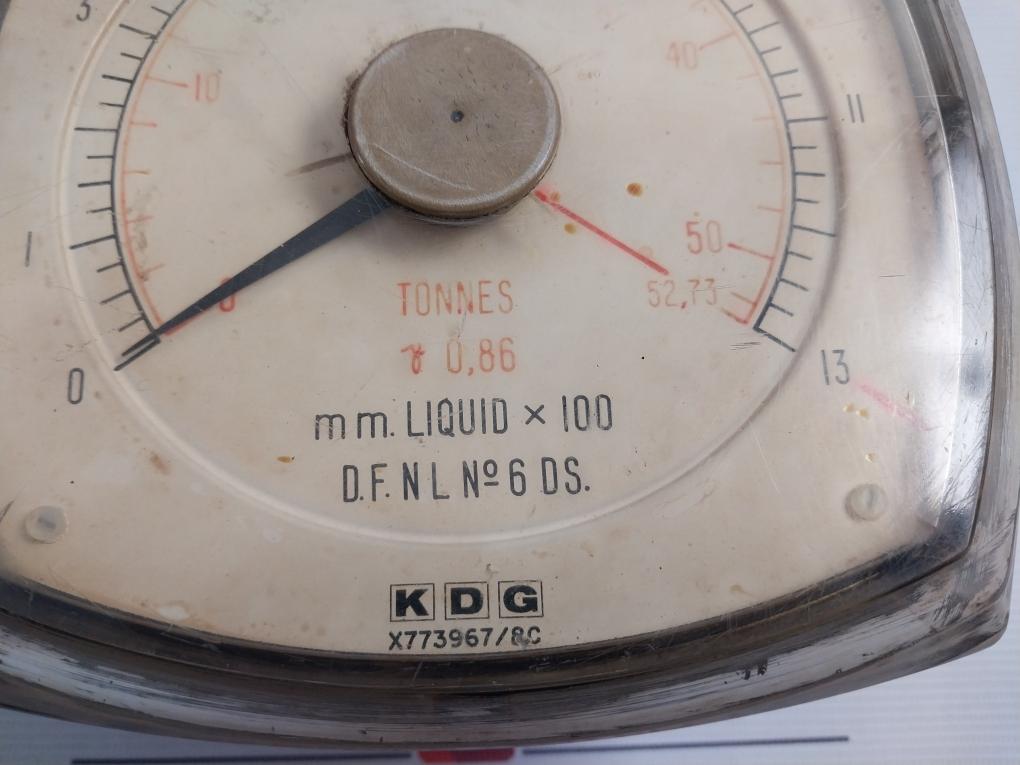 10
40
11
1
50
0
52,73
TONNES
γ 0,86
0
13
mm. LIQUID × 100
D.F. N L Nº 6 DS.
KDG
X773967/8C